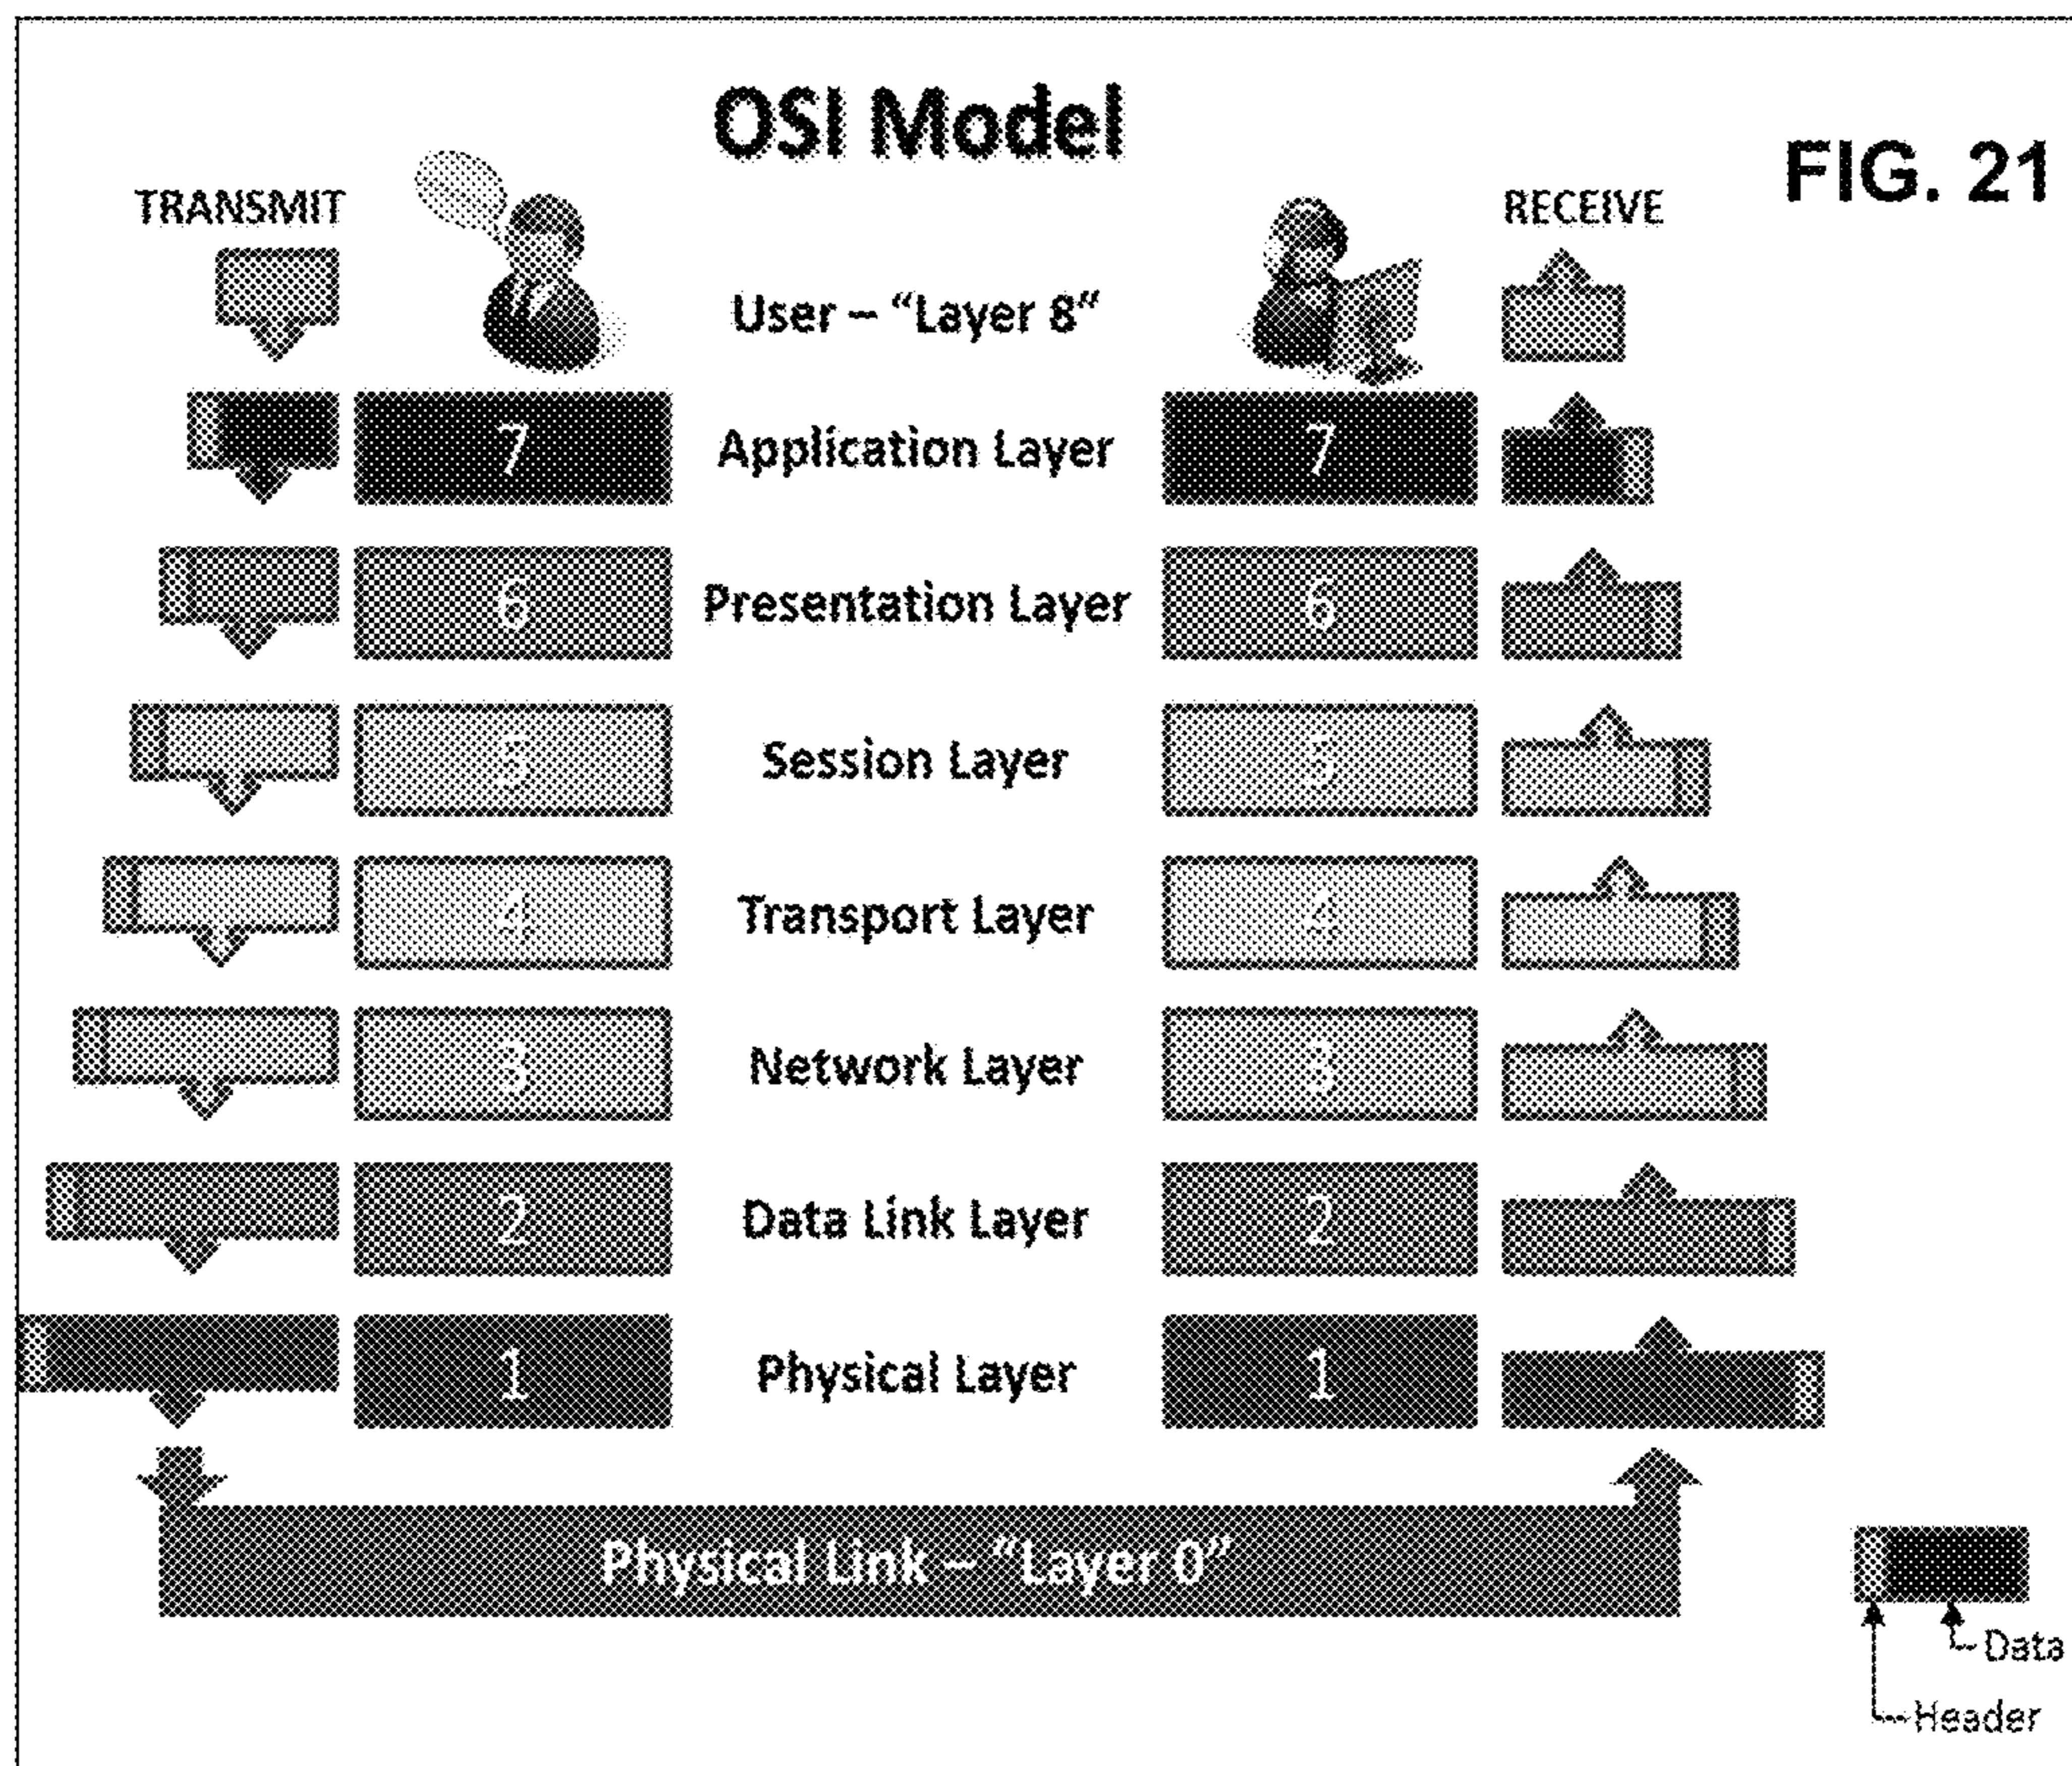 OSI Model
FIG. 21
TRANSMIT
RECEIVE
User – “Layer 8”
7
Application Layer
7
6
Presentation Layer
6
5
Session Layer
5
4
Transport Layer
4
3
Network Layer
3
2
Data Link Layer
2
1
Physical Layer
1
Physical Link – “Layer 0”
Data
Header